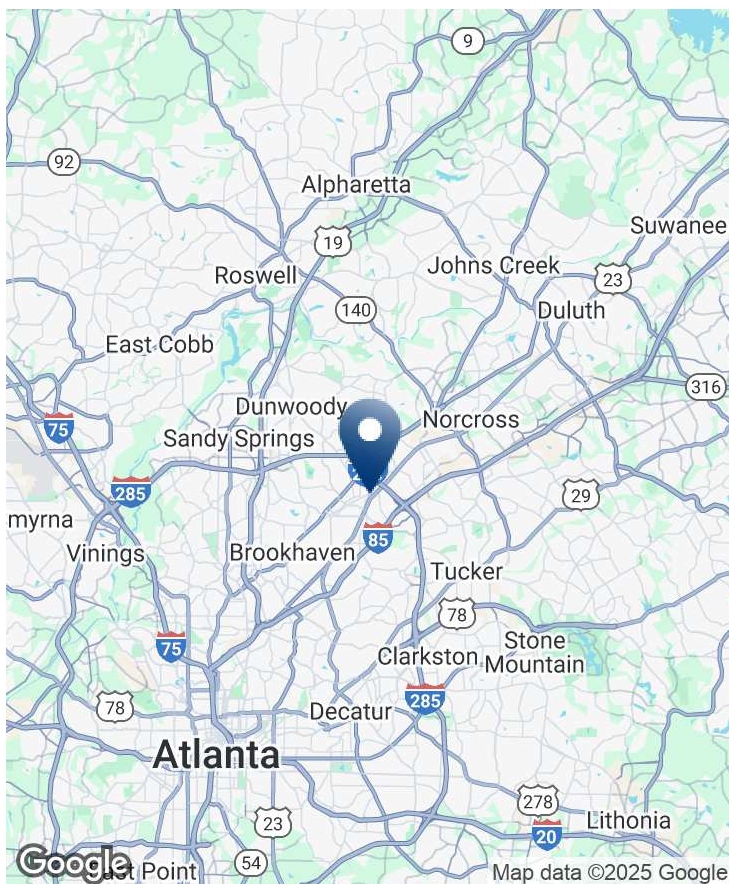 9
92
Alpharetta
Suwanee
19
Johns Creek
Roswell
23
140
Duluth
East Cobb
316
Dunwoody
Norcross
75
Sandy Springs
285
29
myrna
85
Vinings
Brookhaven
Tucker
78
75
Stone
Mountain
Clarkston
285
78
Decatur
Atlanta
278
23
Lithonia
20
54
Google
East Point
Map data ©2025 Google